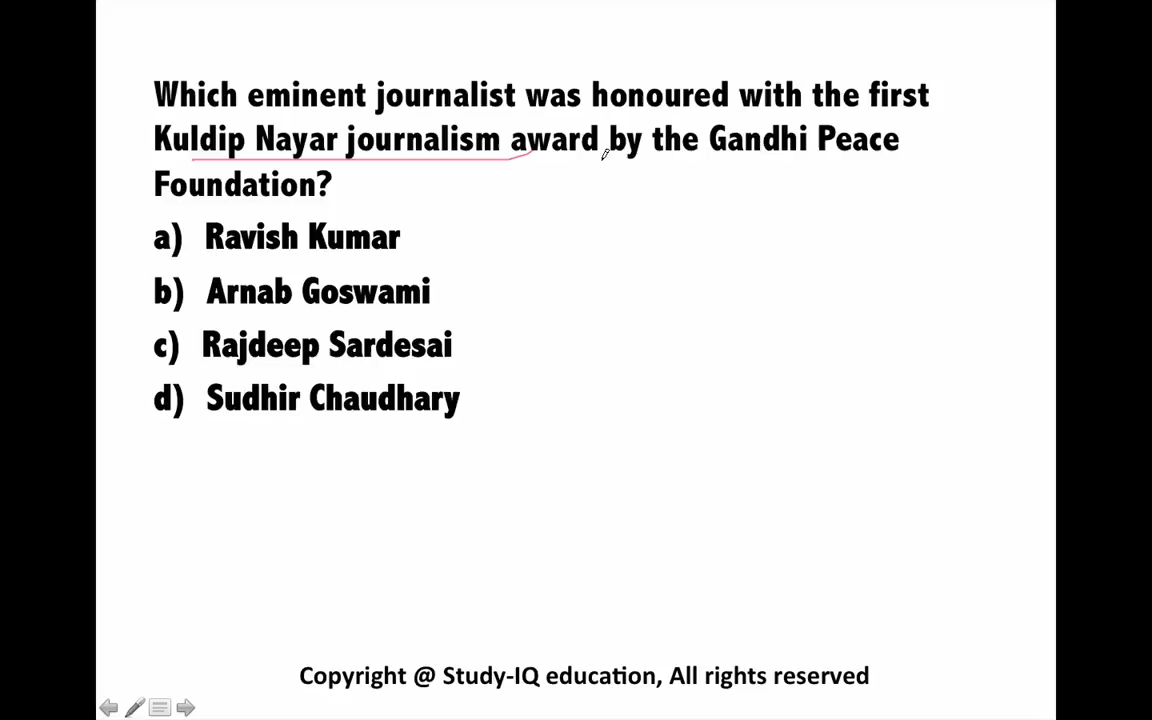 Which eminent journalist was honoured with the first
Kuldip Nayar journalism award by the Gandhi Peace
Foundation?
a) Ravish Kumar
b) Arnab Goswami
c) Rajdeep Sardesai
d) Sudhir Chaudhary
Copyright @ Study-IQ education, All rights reserved